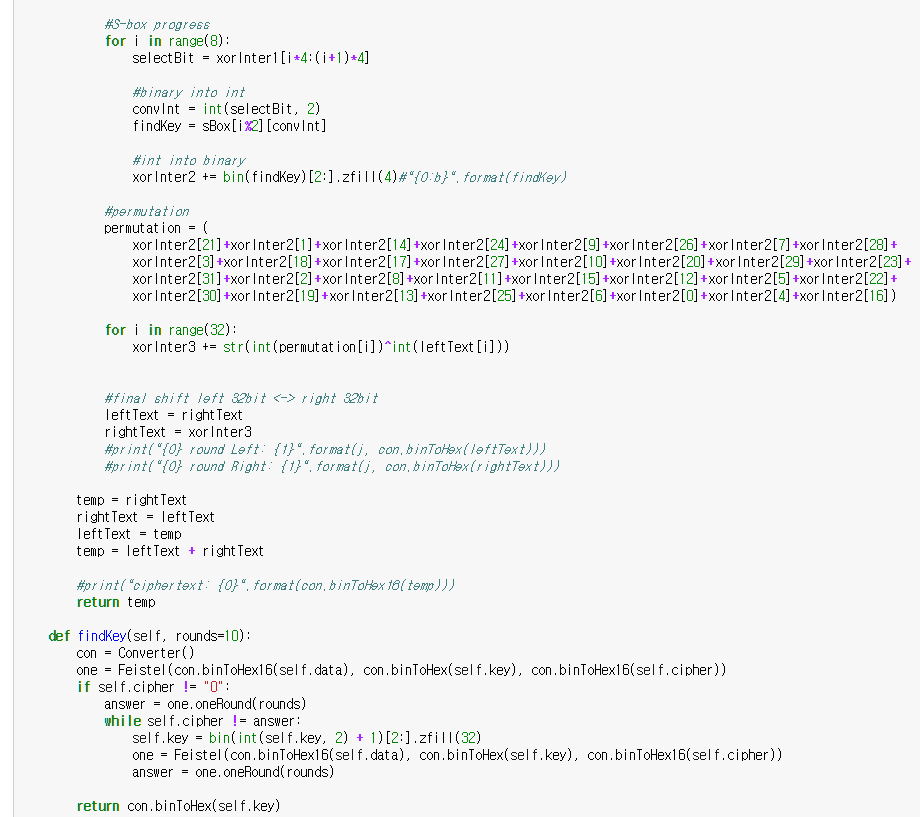 #S-box progress
for i in range(8):
selectBit = xorInter1[i*4:(i+1)*4]
#binary into int
convInt = int(selectBit, 2)
findKey = sBox[i%2][convInt]
#int into binary
xorInter2 += bin(findKey)[2:].zfill(4)#"{0:b}".format(findKey)
#permutation
permutation = (
xorInter2[21]+xorInter2[1]+xorInter2[14]+xorInter2[24]+xorInter2[9]+xorInter2[26]+xorInter2[7]+xorInter2[28]+
xorInter2[3]+xorInter2[18]+xorInter2[17]+xorInter2[27]+xorInter2[10]+xorInter2[20]+xorInter2[29]+xorInter2[23]+
xorInter2[31]+xorInter2[2]+xorInter2[8]+xorInter2[11]+xorInter2[15]+xorInter2[12]+xorInter2[5]+xorInter2[22]+
xorInter2[30]+xorInter2[19]+xorInter2[13]+xorInter2[25]+xorInter2[6]+xorInter2[0]+xorInter2[4]+xorInter2[16])
for i in range(32):
xorInter3 += str(int(permutation[i])^int(leftText[i]))
#final shift left 32bit <-> right 32bit
leftText = rightText
rightText = xorInter3
#print("{0} round Left: {1}".format(j, con.binToHex(leftText)))
#print("{0} round Right: {1}".format(j, con.binToHex(rightText)))
temp = rightText
rightText = leftText
leftText = temp
temp = leftText + rightText
#print("ciphertext: {0}".format(con.binToHex16(temp)))
return temp
def findKey(self, rounds=10):
con = Converter()
one = Feistel(con.binToHex16(self.data), con.binToHex(self.key), con.binToHex16(self.cipher))
if self.cipher != "0":
answer = one.oneRound(rounds)
while self.cipher != answer:
self.key = bin(int(self.key, 2) + 1)[2:].zfill(32)
one = Feistel(con.binToHex16(self.data), con.binToHex(self.key), con.binToHex16(self.cipher))
answer = one.oneRound(rounds)
return con.binToHex(self.key)